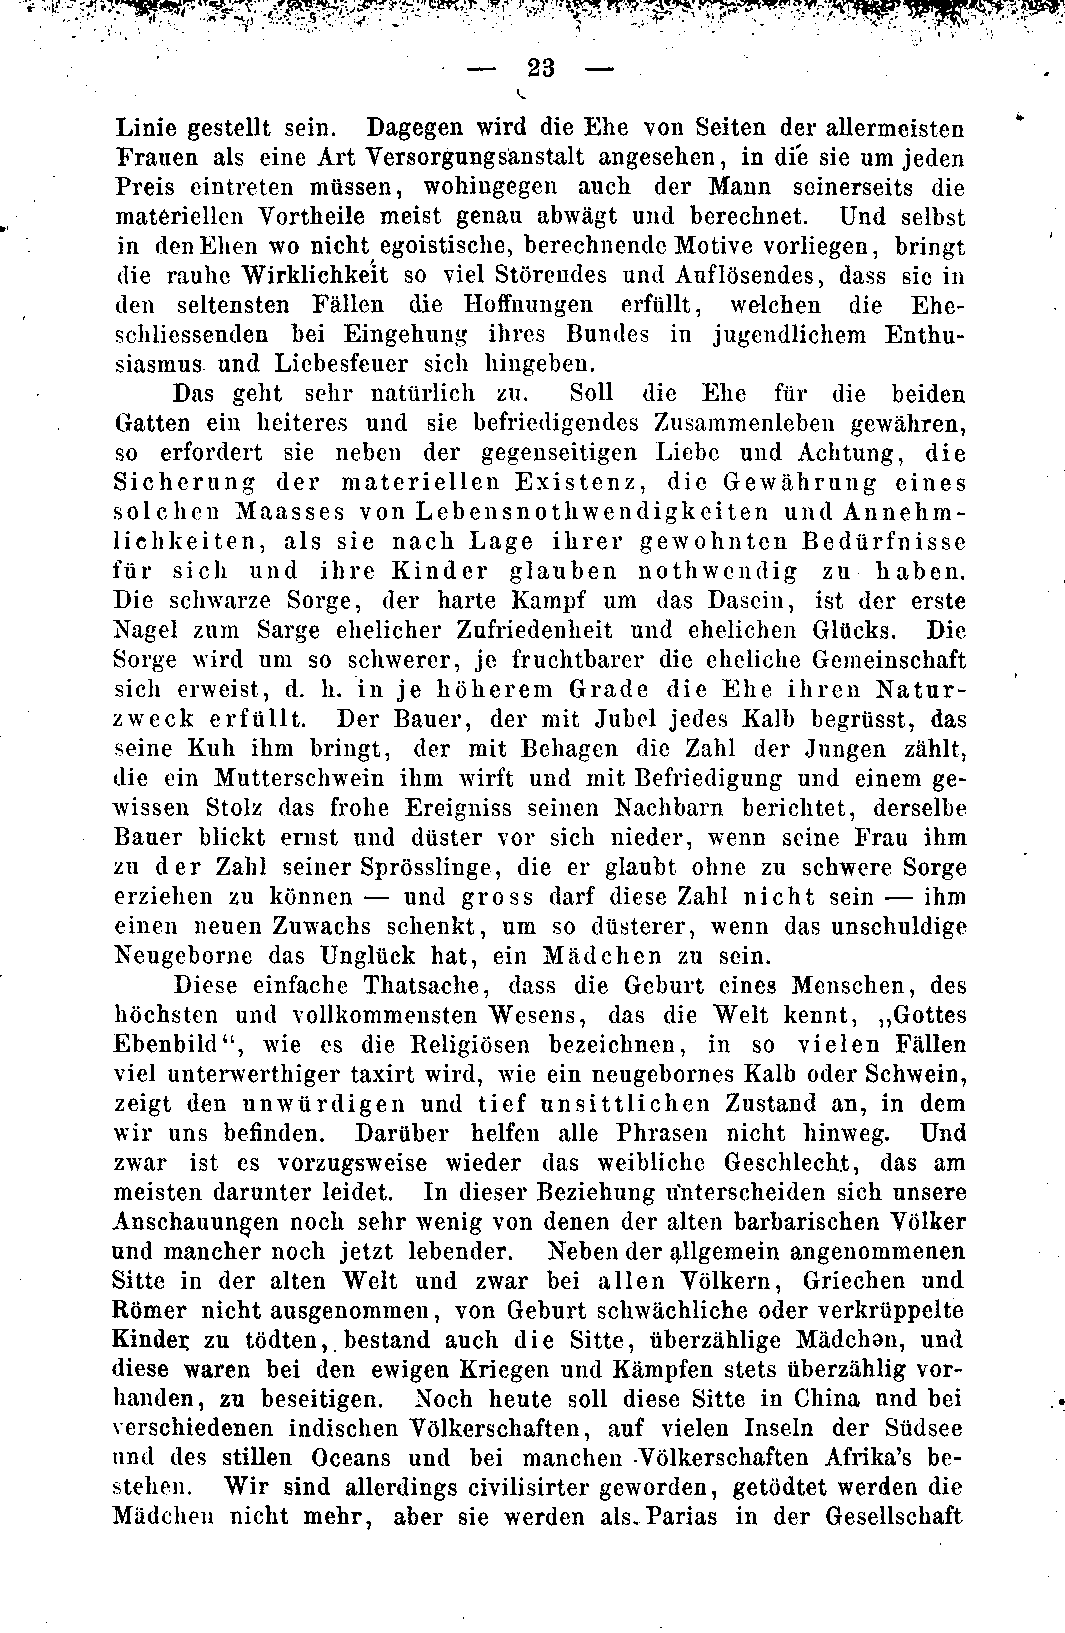 — 23 —
Linie gestellt sein. Dagegen wird die Ehe von Seiten der allermeisten
Frauen als eine Art Versorgungsanstalt angesehen, in die sie um jeden
Preis eintreten müssen, wohingegen auch der Mann seinerseits die
materiellen Vortheile meist genau abwägt und berechnet. Und selbst
in den Ehen wo nicht egoistische, berechnende Motive vorliegen, bringt
die rauhe Wirklichkeit so viel Störendes und Auflösendes, dass sie in
den seltensten Fällen die Hoffnungen erfüllt, welchen die Ehe-
schliessenden bei Eingehung ihres Bundes in jugendlichem Enthu-
siasmus und Liebesfeuer sich hingeben.
Das geht sehr natürlich zu. Soll die Ehe für die beiden
Gatten ein heiteres und sie befriedigendes Zusammenleben gewähren,
so erfordert sie neben der gegenseitigen Liebe und Achtung, die
Sicherung der materiellen Existenz, die Gewährung eines
solchen Maasses von Lebensnothwendigkeiten und Annehm-
lichkeiten, als sie nach Lage ihrer gewohnten Bedürfnisse
für sich und ihre Kinder glauben nothwendig zu haben.
Die schwarze Sorge, der harte Kampf um das Dasein, ist der erste
Nagel zum Sarge ehelicher Zufriedenheit und ehelichen Glücks. Die
Sorge wird um so schwerer, je fruchtbarer die eheliche Gemeinschaft
sich erweist, d. h. in je höherem Grade die Ehe ihren Natur-
zweck erfüllt. Der Bauer, der mit Jubel jedes Kalb begrüsst, das
seine Kuh ihm bringt, der mit Behagen die Zahl der Jungen zählt,
die ein Mutterschwein ihm wirft und mit Befriedigung und einem ge-
wissen Stolz das frohe Ereigniss seinen Nachbarn berichtet, derselbe
Bauer blickt ernst und düster vor sich nieder, wenn seine Frau ihm
zu der Zahl seiner Sprösslinge, die er glaubt ohne zu schwere Sorge
erziehen zu können — und gross darf diese Zahl nicht sein — ihm
einen neuen Zuwachs schenkt, um so düsterer, wenn das unschuldige
Neugeborne das Unglück hat, ein Mädchen zu sein.
Diese einfache Thatsache, dass die Geburt eines Menschen, des
höchsten und vollkommensten Wesens, das die Welt kennt, „Gottes
Ebenbild“, wie es die Religiösen bezeichnen, in so vielen Fällen
viel unterwerthiger taxirt wird, wie ein neugebornes Kalb oder Schwein,
zeigt den unwürdigen und tief unsittlichen Zustand an, in dem
wir uns befinden. Darüber helfen alle Phrasen nicht hinweg. Und
zwar ist es vorzugsweise wieder das weibliche Geschlecht, das am
meisten darunter leidet. In dieser Beziehung unterscheiden sich unsere
Anschauungen noch sehr wenig von denen der alten barbarischen Völker
und mancher noch jetzt lebender. Neben der allgemein angenommenen
Sitte in der alten Welt und zwar bei allen Völkern, Griechen und
Römer nicht ausgenommen, von Geburt schwächliche oder verkrüppelte
Kinder zu tödten, bestand auch die Sitte, überzählige Mädchen, und
diese waren bei den ewigen Kriegen und Kämpfen stets überzählig vor-
handen, zu beseitigen. Noch heute soll diese Sitte in China nnd bei
verschiedenen indischen Völkerschaften, auf vielen Inseln der Südsee
und des stillen Oceans und bei manchen Völkerschaften Afrika's be-
stehen. Wir sind allerdings civilisirter geworden, getödtet werden die
Mädchen nicht mehr, aber sie werden als Parias in der Gesellschaft